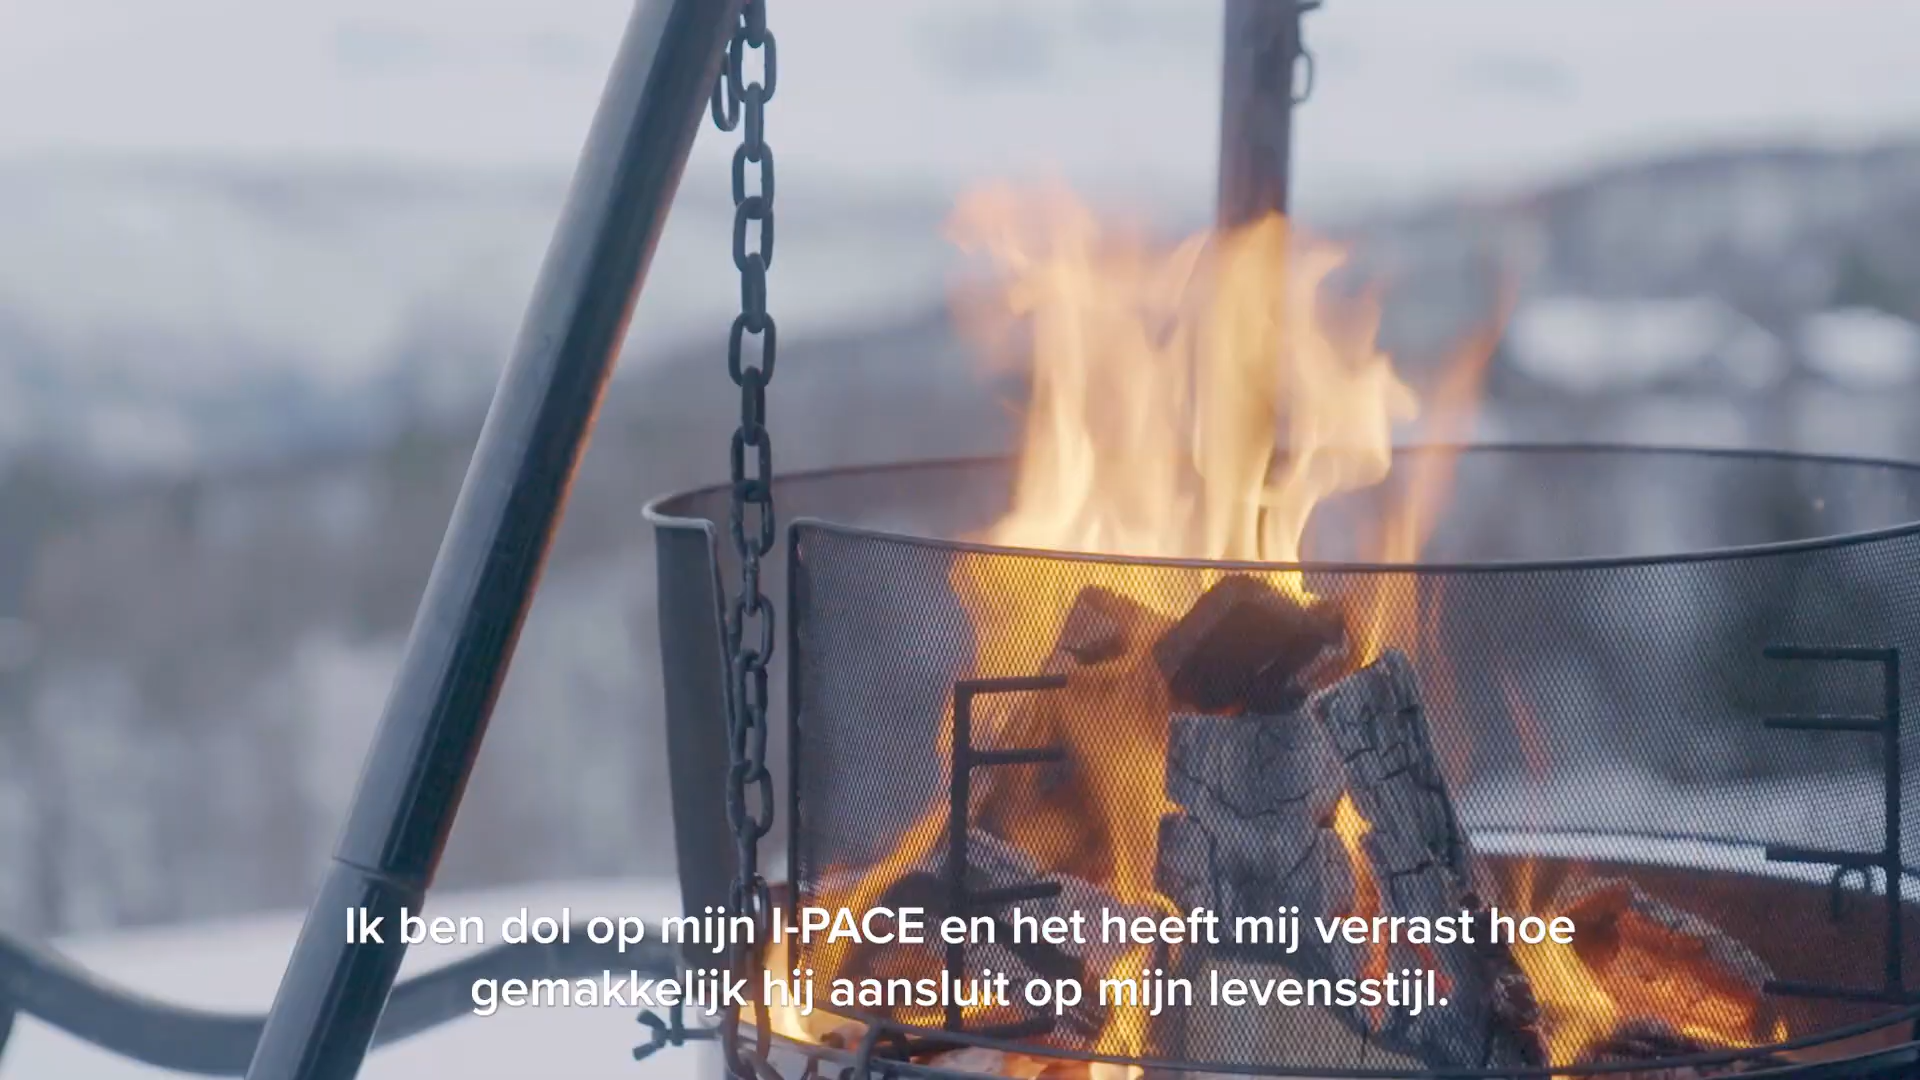 Ik ben dol op mijn I-PACE en het heeft mij verrast hoe
gemakkelijk hij aansluit op mijn levensstijl.